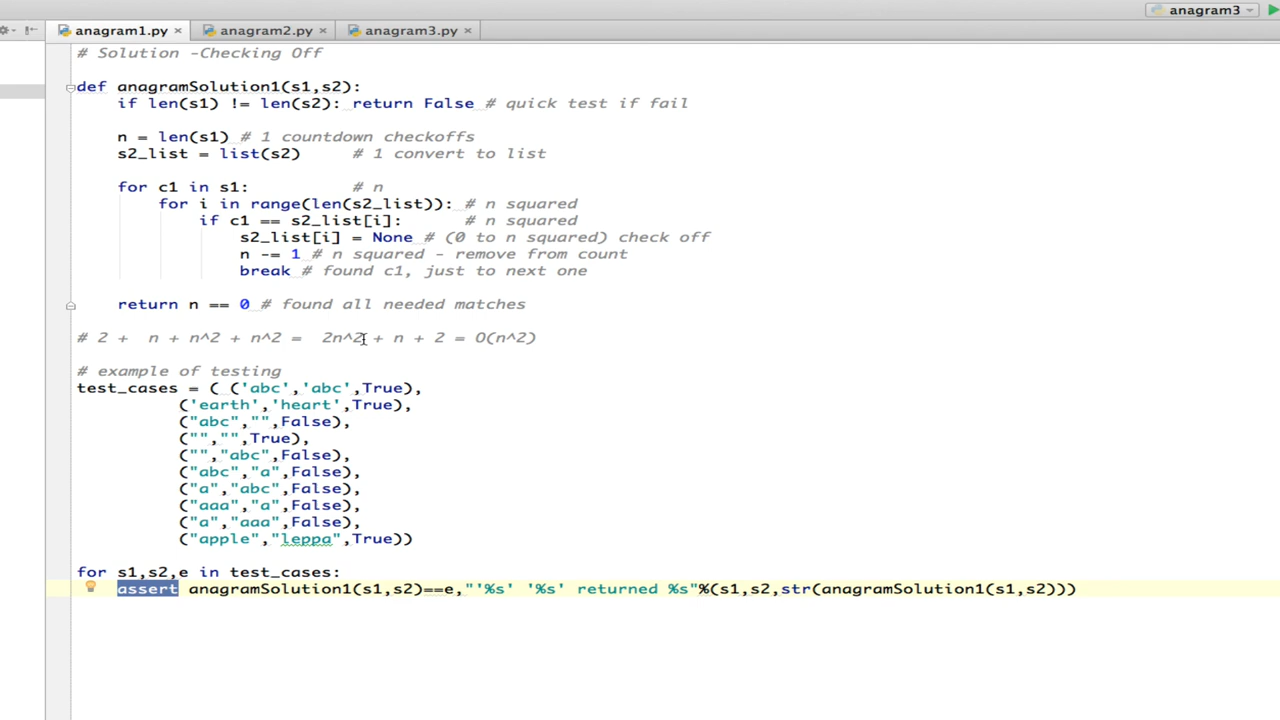 anagram3
anagram1.py × anagram2.py × anagram3.py ×
# Solution -Checking Off
def anagramSolution1(s1,s2):
    if len(s1) != len(s2): return False # quick test if fail
    n = len(s1) # 1 countdown checkoffs
    s2_list = list(s2)     # 1 convert to list
    for c1 in s1:          # n
        for i in range(len(s2_list)): # n squared
            if c1 == s2_list[i]:      # n squared
                s2_list[i] = None # (0 to n squared) check off
                n -= 1 # n squared - remove from count
                break # found c1, just to next one
    return n == 0 # found all needed matches
# 2 +  n + n^2 + n^2 =  2n^2 + n + 2 = O(n^2)
# example of testing
test_cases = ( ('abc','abc',True),
          ('earth','heart',True),
          ("abc","",False),
          ("","",True),
          ("","abc",False),
          ("abc","a",False),
          ("a","abc",False),
          ("aaa","a",False),
          ("a","aaa",False),
          ("apple","leppa",True))
for s1,s2,e in test_cases:
    assert anagramSolution1(s1,s2)==e,"'%s' '%s' returned %s"%(s1,s2,str(anagramSolution1(s1,s2)))